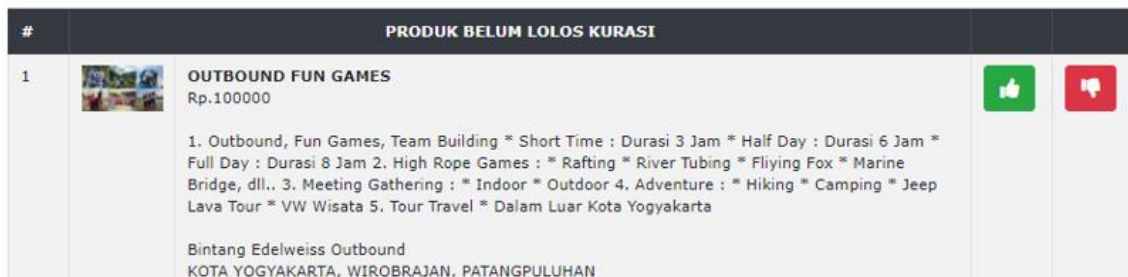 # PRODUK BELUM LOLOS KURASI
1 OUTBOUND FUN GAMES
Rp.100000
1. Outbound, Fun Games, Team Building * Short Time : Durasi 3 Jam * Half Day : Durasi 6 Jam *
Full Day : Durasi 8 Jam 2. High Rope Games : * Rafting * River Tubing * Fliying Fox * Marine
Bridge, dll.. 3. Meeting Gathering : * Indoor * Outdoor 4. Adventure : * Hiking * Camping * Jeep
Lava Tour * VW Wisata 5. Tour Travel * Dalam Luar Kota Yogyakarta
Bintang Edelweiss Outbound
KOTA YOGYAKARTA, WIROBRAJAN, PATANGPULUHAN